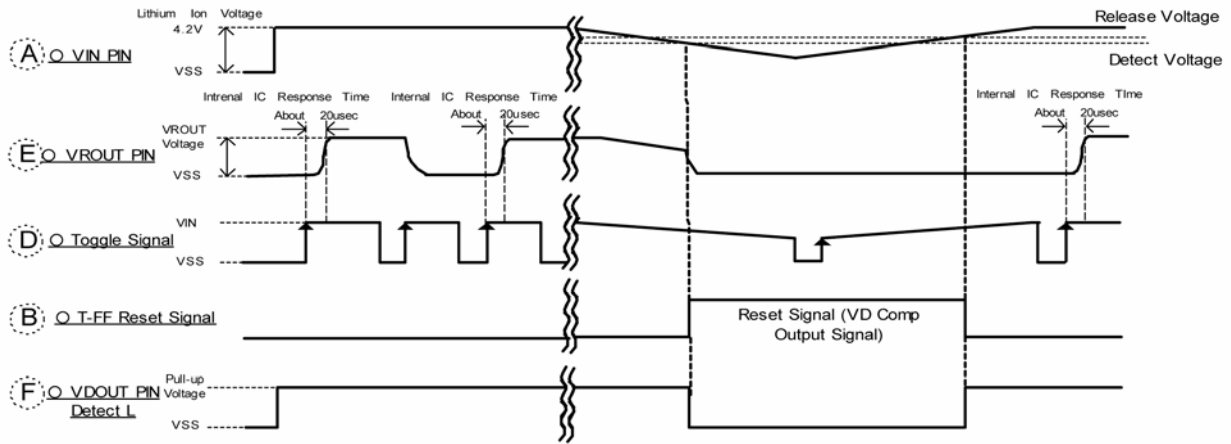 Lithium Ion Voltage
4.2V
Release Voltage
A
O VIN PIN
Detect Voltage
VSS
Intrenal IC Response Time
Internal IC Response Time
Internal IC Response TIme
About 20usec
About 20usec
About 20usec
VROUT
Voltage
E
O VROUT PIN
VSS
VIN
D
O Toggle Signal
VSS
B
O T-FF Reset Signal
Reset Signal (VD Comp
Output Signal)
Pull-up
Voltage
F
O VDOUT PIN
Detect L
VSS